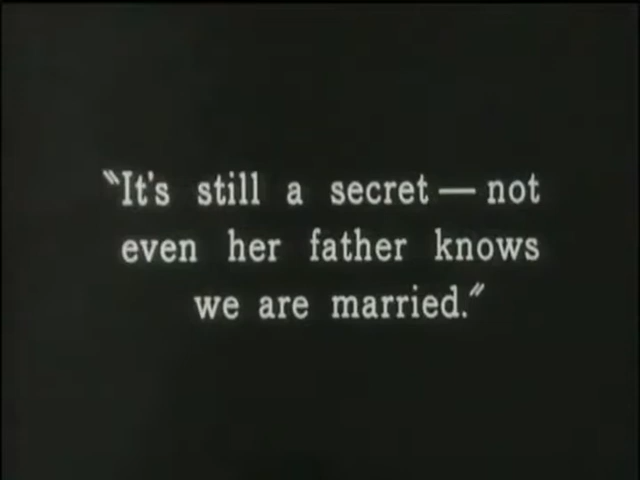 "It's still a secret — not
even her father knows
we are married."